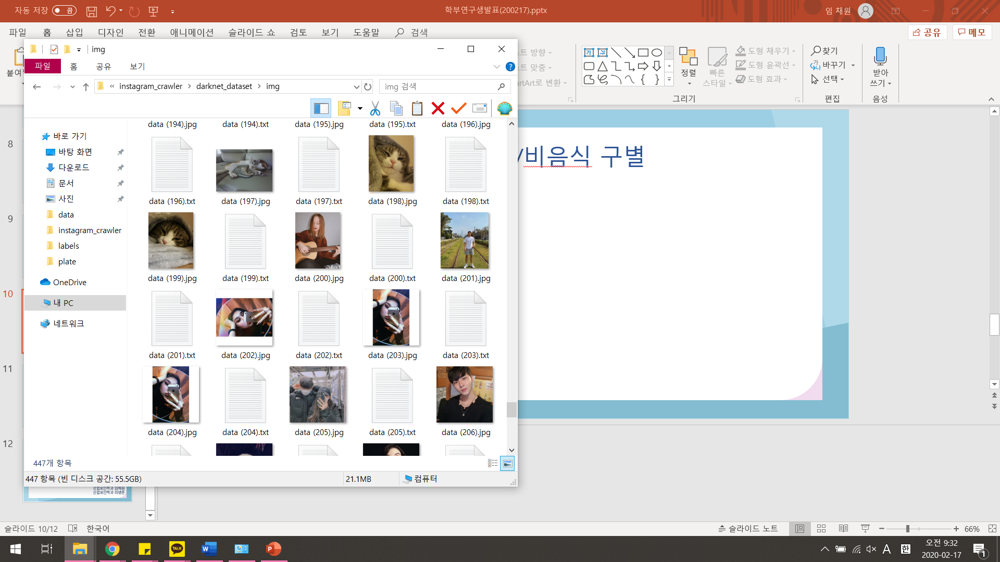 자동 저장 끔
학부연구생발표(200217).pptx
임 채원
파일 홈 삽입 디자인 전환 애니메이션 슬라이드 쇼 검토 보기 도움말 검색
공유 메모
img
파일 홈 공유 보기
« instagram_crawler > darknet_dataset > img
img 검색
바로 가기
바탕 화면
다운로드
문서
사진
data
instagram_crawler
labels
plate
OneDrive
내 PC
네트워크
data (194).jpg data (194).txt data (195).jpg data (195).txt data (196).jpg
data (196).txt data (197).jpg data (197).txt data (198).jpg data (198).txt
data (199).jpg data (199).txt data (200).jpg data (200).txt data (201).jpg
data (201).txt data (202).jpg data (202).txt data (203).jpg data (203).txt
data (204).jpg data (204).txt data (205).jpg data (205).txt data (206).jpg
447개 항목
447 항목 (빈 디스크 공간: 55.5GB) 21.1MB 컴퓨터
트 방향
트 맞춤
artArt로 변환
정렬
빠른
스타일
도형 채우기
도형 윤곽선
도형 효과
그리기
찾기
바꾸기
선택
편집
받아
쓰기
음성
/비음식 구별
8
9
10
11
12
산업보안학과 임채원
슬라이드 10/12 한국어
슬라이드 노트 66%
TALK
A 한
오전 9:32
2020-02-17
1